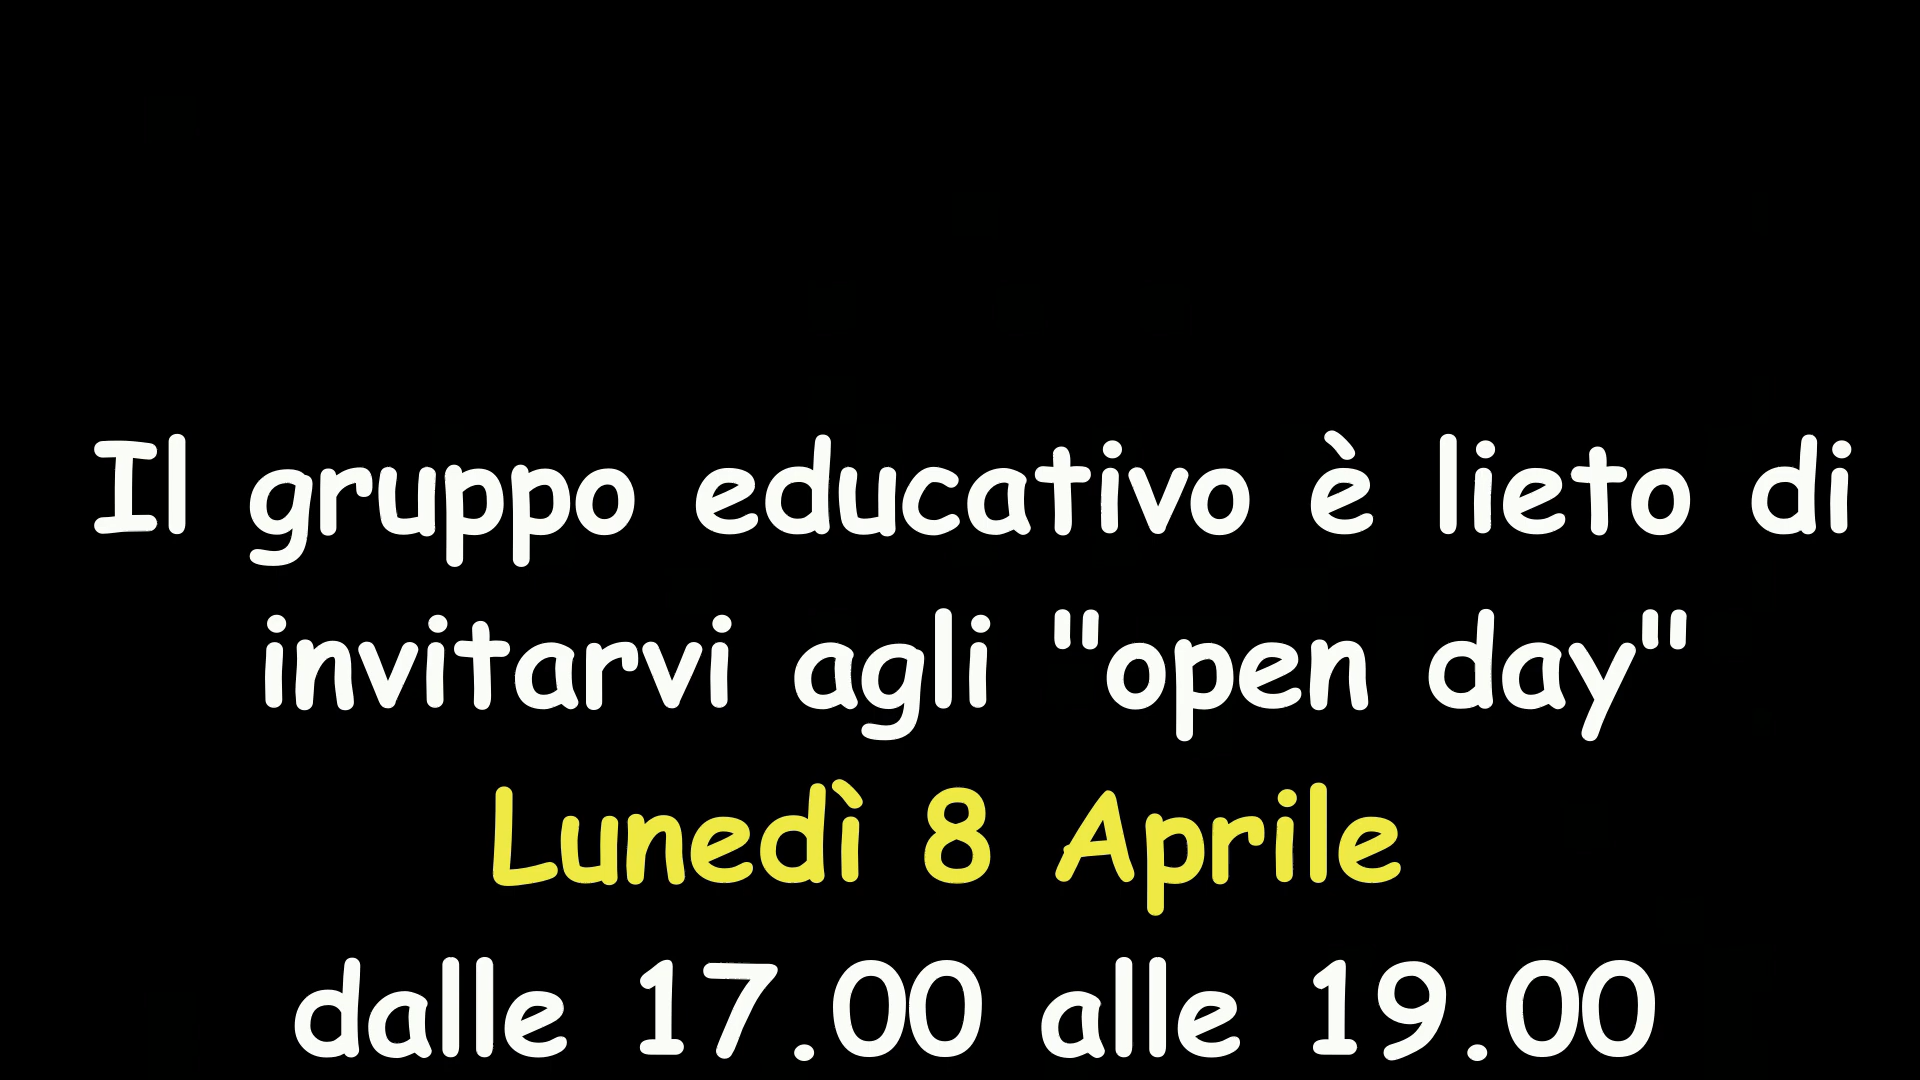 Il gruppo educativo è lieto di
invitarvi agli "open day"
Lunedì 8 Aprile
dalle 17.00 alle 19.00